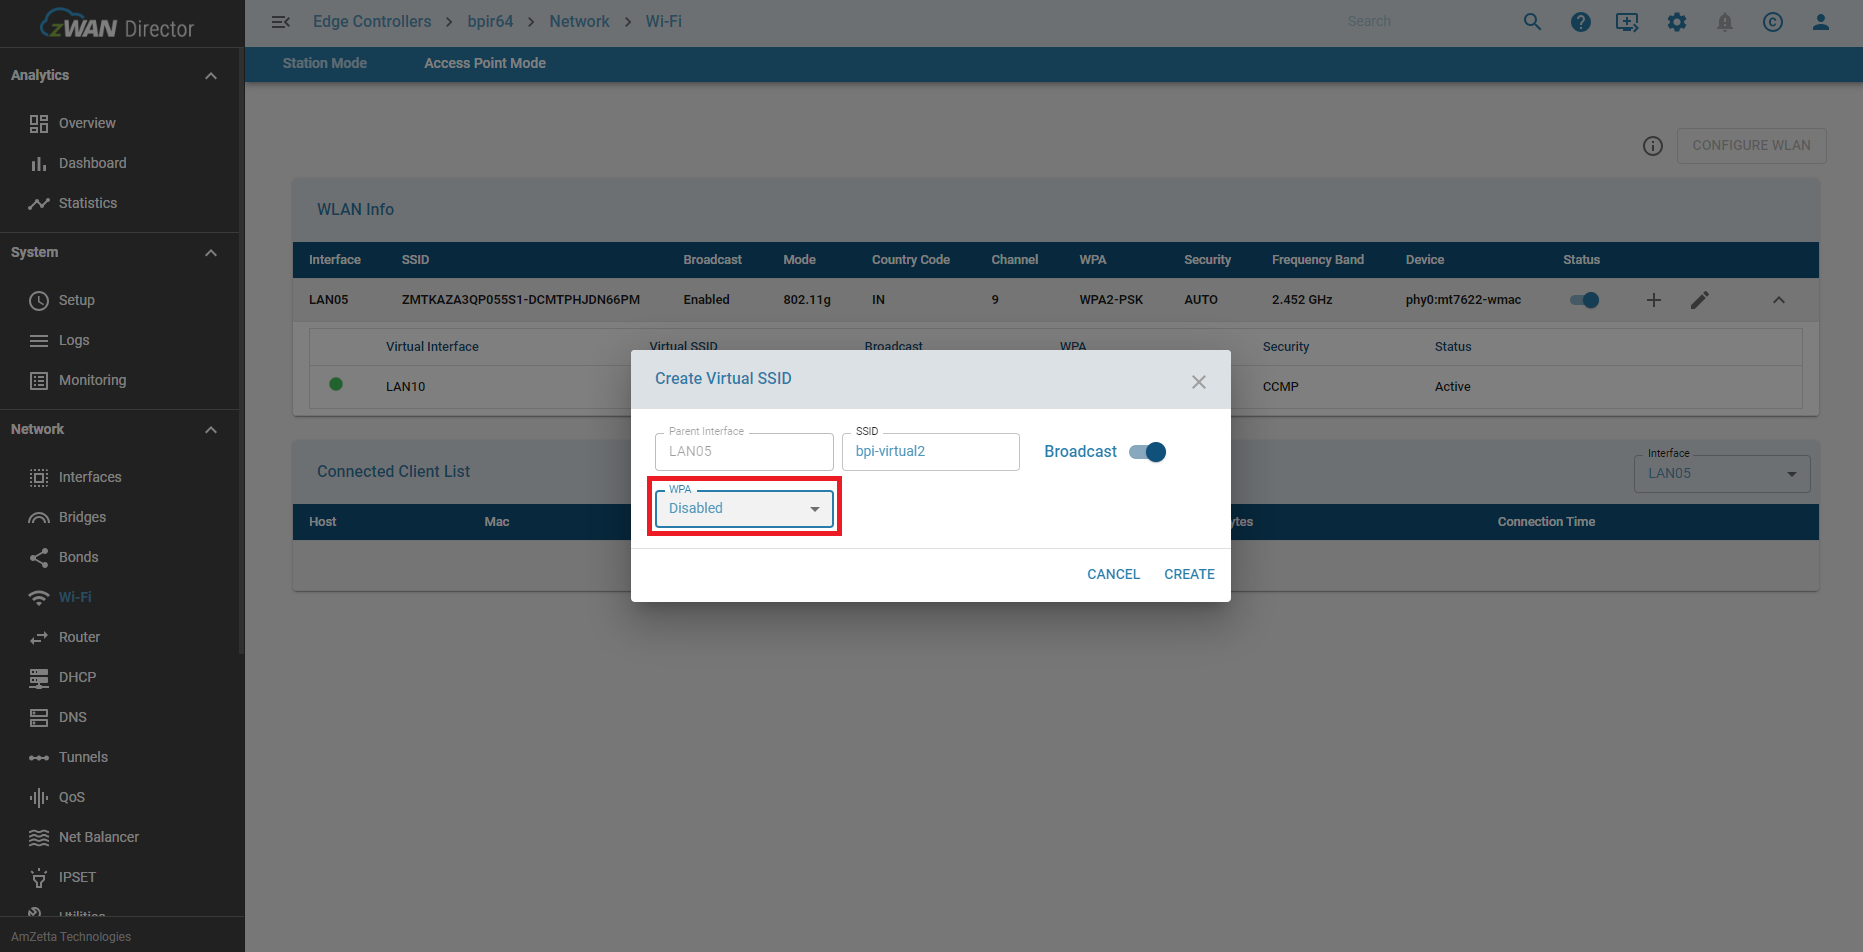 zWAN Director
Edge Controllers > bpir64 > Network > Wi-Fi
Search
Station Mode
Access Point Mode
Analytics
Overview
Dashboard
Statistics
System
Setup
Logs
Monitoring
Network
Interfaces
Bridges
Bonds
Wi-Fi
Router
DHCP
DNS
Tunnels
QoS
Net Balancer
IPSET
Utilities
AmZetta Technologies
CONFIGURE WLAN
WLAN Info
Interface SSID Broadcast Mode Country Code Channel WPA Security Frequency Band Device Status
LAN05 ZMTKAZA3QP055S1-DCMTPHJDN66PM Enabled 802.11g IN 9 WPA2-PSK AUTO 2.452 GHz phy0:mt7622-wmac
Virtual Interface Virtual SSID Broadcast WPA Security Status
LAN10 CCMP Active
Create Virtual SSID
Parent Interface
LAN05
SSID
bpi-virtual2
Broadcast
WPA
Disabled
CANCEL CREATE
Connected Client List
Interface
LAN05
Host Mac ytes Connection Time